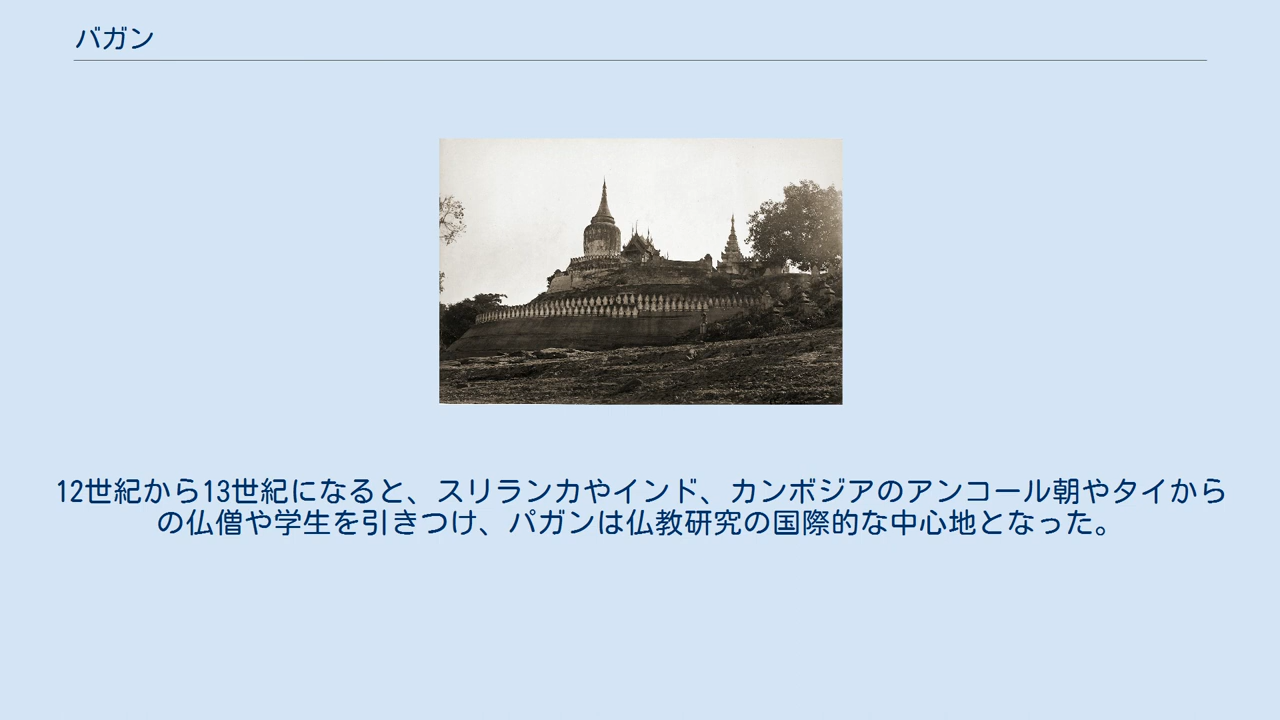 バガン
12世紀から13世紀になると、スリランカやインド、カンボジアのアンコール朝やタイから
の仏僧や学生を引きつけ、パガンは仏教研究の国際的な中心地となった。